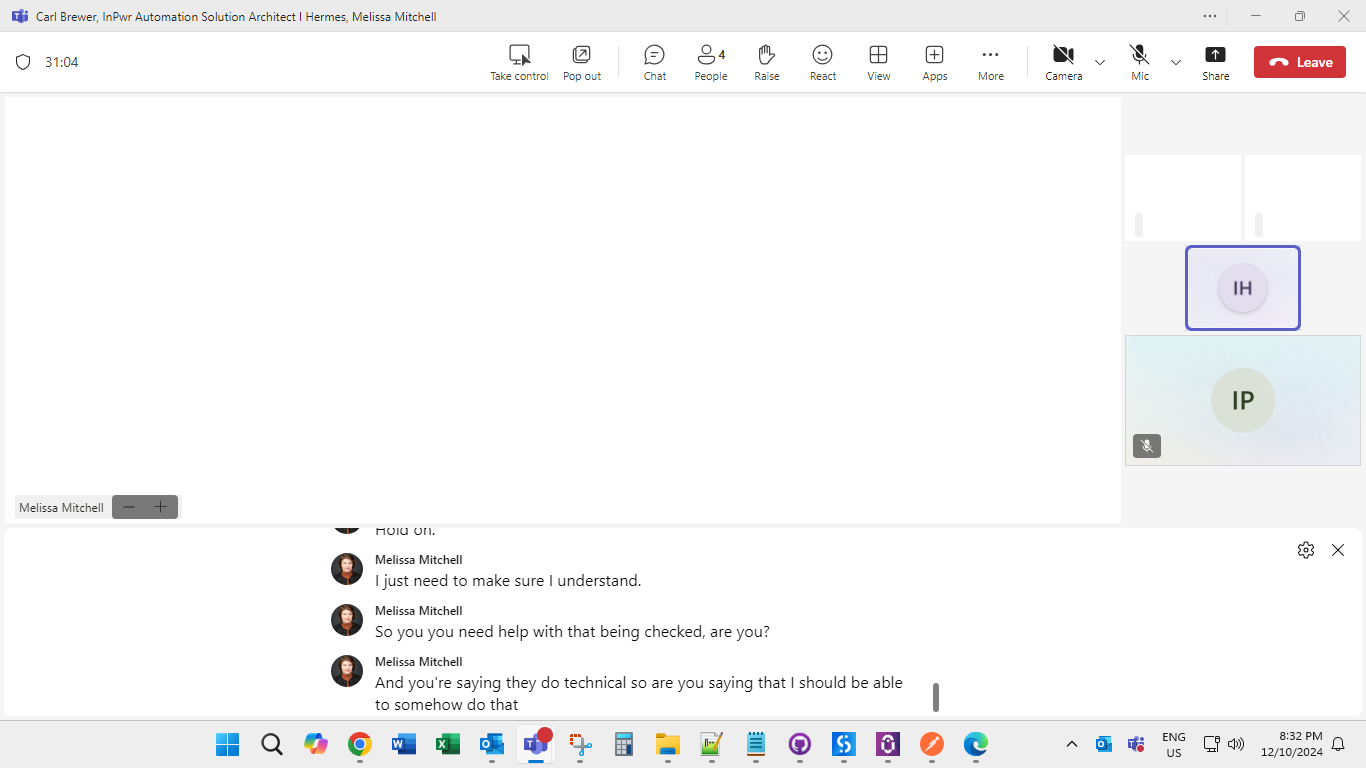 Carl Brewer, InPwr Automation Solution Architect I Hermes, Melissa Mitchell
31:04
Take control
Pop out
Chat
4
People
Raise
React
View
Apps
More
Camera
Mic
Share
Leave
IH
IP
Melissa Mitchell
Hold on.
Melissa Mitchell
I just need to make sure I understand.
Melissa Mitchell
So you you need help with that being checked, are you?
Melissa Mitchell
And you're saying they do technical so are you saying that I should be able
to somehow do that
ENG
US
8:32 PM
12/10/2024